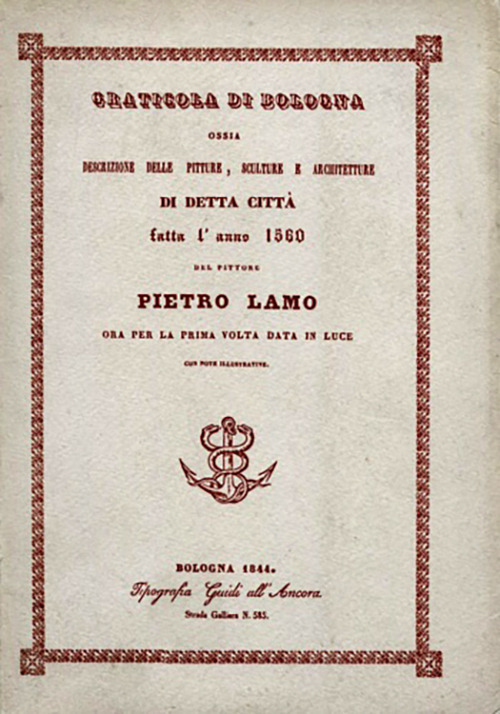 GRATICOLA DI BOLOGNA
OSSIA
DESCRIZIONE DELLE PITTURE, SCULTURE E ARCHITETTURE
DI DETTA CITTÀ
fatta l' anno 1560
DEL PITTORE
PIETRO LAMO
ORA PER LA PRIMA VOLTA DATA IN LUCE
CON NOTE ILLUSTRATIVE.
BOLOGNA 1844.
Tipografia Guidi all'Ancora.
Strada Galliera N. 583.